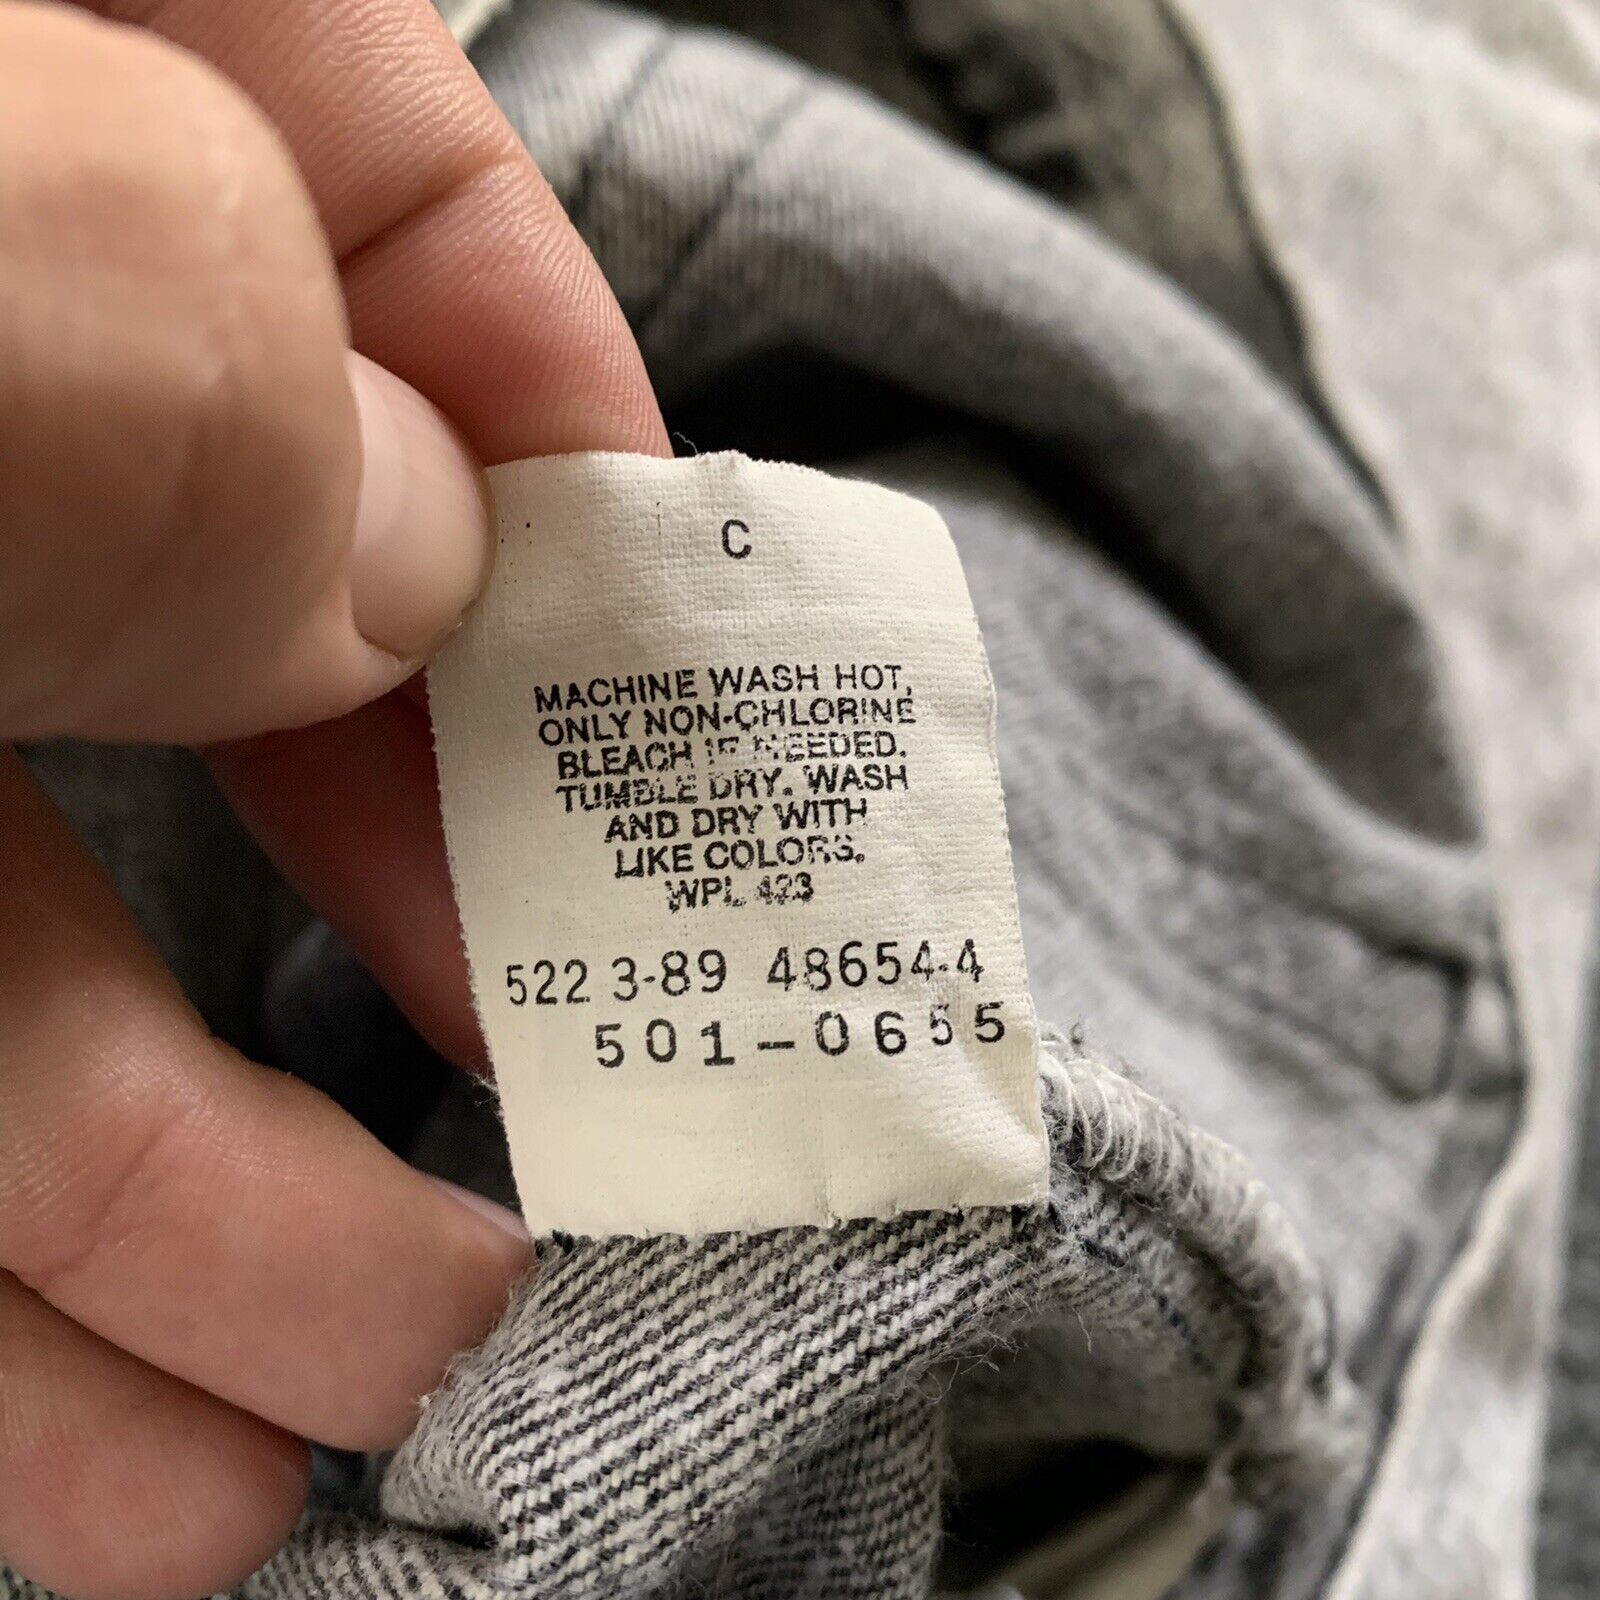 C
MACHINE WASH HOT,
ONLY NON-CHLORINE
BLEACH IF NEEDED.
TUMBLE DRY. WASH
AND DRY WITH
LIKE COLORS.
WPL 423
522 3-89 48654-4
501-0655